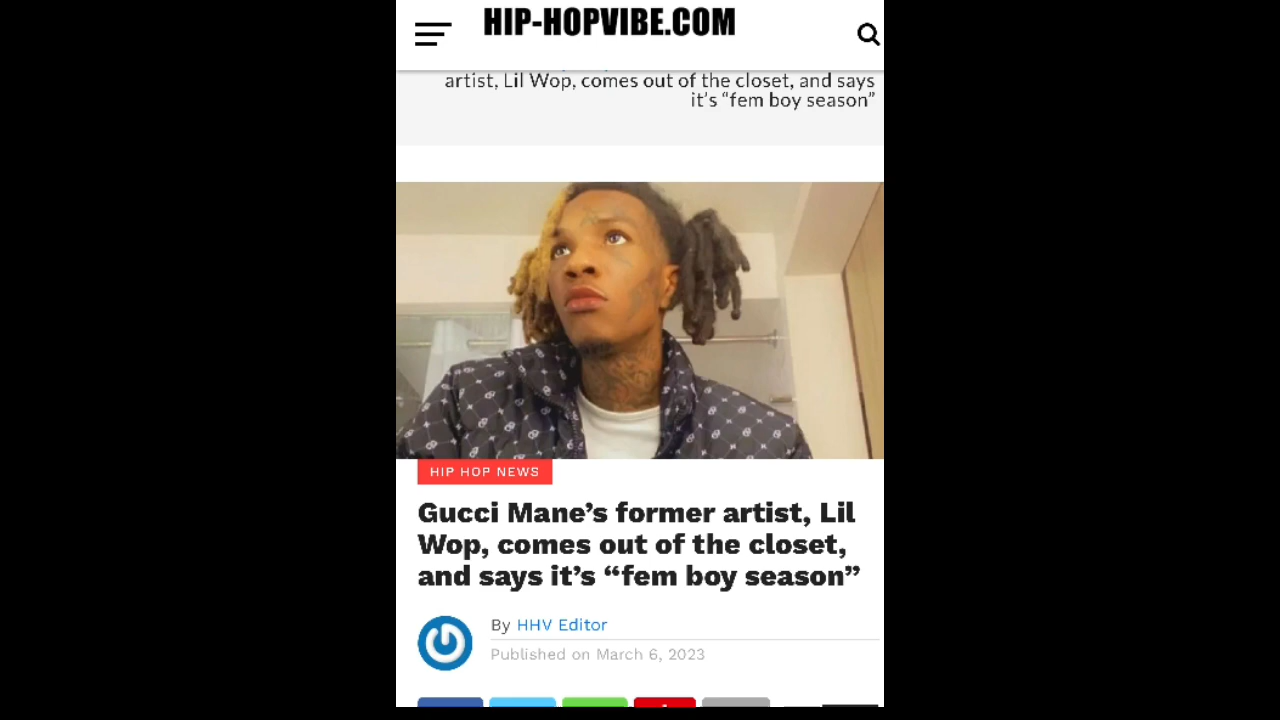 HIP-HOPVIBE.COM
artist, Lil Wop, comes out of the closet, and says
it's “fem boy season”
HIP HOP NEWS
Gucci Mane’s former artist, Lil
Wop, comes out of the closet,
and says it’s “fem boy season”
By HHV Editor
Published on March 6, 2023